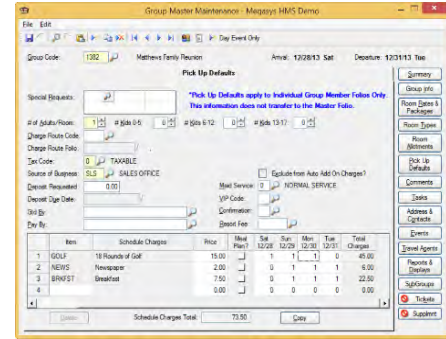 Group Master Maintenance - Megasys HMS Demo
File Edit
Day Event Only
Group Code: 1382 Matthews Family Reunion Arrival: 12/28/13 Sat Departure: 12/31/13 Tue
Pick Up Defaults
Special Requests:
*Pick Up Defaults apply to Individual Group Member Folios Only.
This information does not transfer to the Master Folio.
# of Adults/Room: 1 # Kids 0-5: 0 # Kids 6-12: 0 # Kids 13-17: 0
Charge Route Code:
Charge Route Folio:
Tax Code: 0 TAXABLE
Source of Business: SLS SALES OFFICE Exclude from Auto Add On Charges?
Deposit Requested: 0.00 Maid Service: 0 NORMAL SERVICE
Deposit Due Date: / VIP Code:
Gtd By: Confirmation:
Pay By: Resort Fee:
Item Schedule Charges Price Meal Plan? Sat 12/28 Sun 12/29 Mon 12/30 Tue 12/31 Total Charges
1 GOLF 18 Rounds of Golf 15.00 1 1 1 0 45.00
2 NEWS Newspaper 2.00 0 1 1 1 6.00
3 BRKFST Breakfast 7.50 0 1 1 1 22.50
4 0.00 0 0 0 0 0.00
Delete Schedule Charges Total: 73.50 Copy
Summary
Group Info
Room Rates & Packages
Room Types
Room Allotments
Pick Up Defaults
Comments
Tasks
Address & Contacts
Events
Travel Agents
Reports & Displays
SubGroups
Tickets
Supplmnt